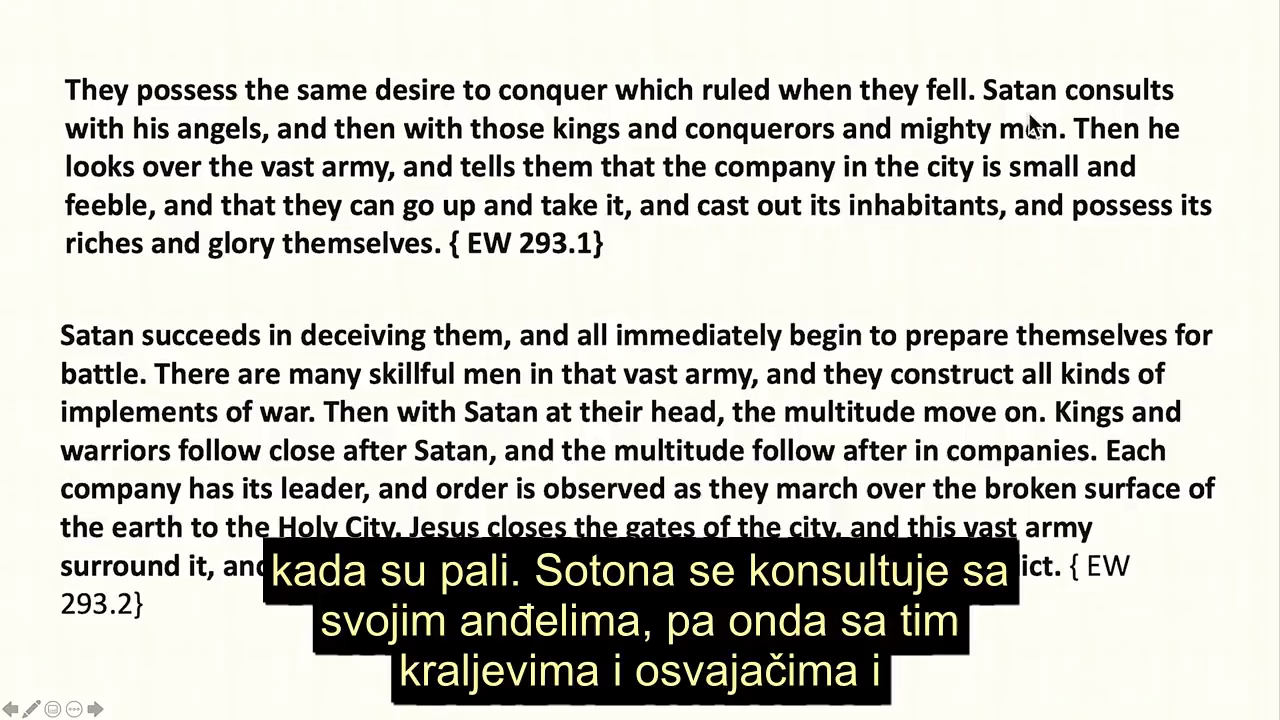 They possess the same desire to conquer which ruled when they fell. Satan consults
with his angels, and then with those kings and conquerors and mighty men. Then he
looks over the vast army, and tells them that the company in the city is small and
feeble, and that they can go up and take it, and cast out its inhabitants, and possess its
riches and glory themselves. { EW 293.1}
Satan succeeds in deceiving them, and all immediately begin to prepare themselves for
battle. There are many skillful men in that vast army, and they construct all kinds of
implements of war. Then with Satan at their head, the multitude move on. Kings and
warriors follow close after Satan, and the multitude follow after in companies. Each
company has its leader, and order is observed as they march over the broken surface of
the earth to the Holy City. Jesus closes the gates of the city, and this vast army
surround it, and ict. { EW
293.2}
kada su pali. Sotona se konsultuje sa
svojim anđelima, pa onda sa tim
kraljevima i osvajačima i